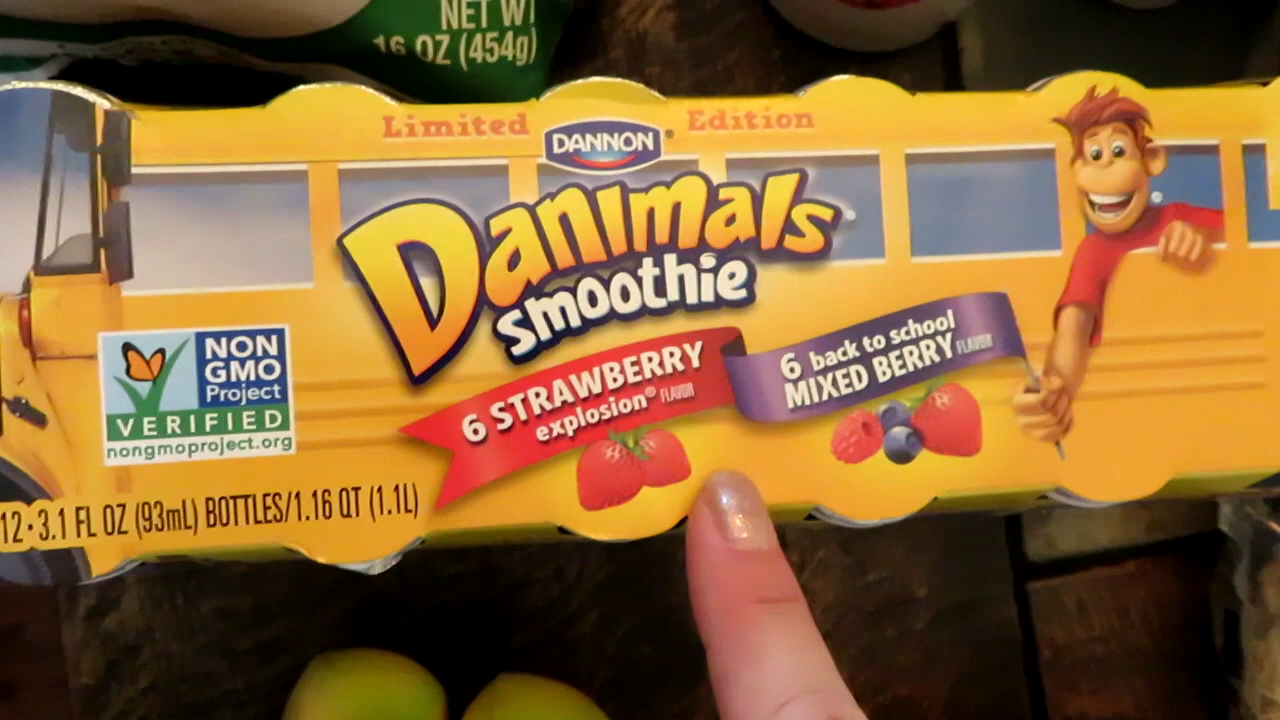 NET WT
16 OZ (454g)
Limited Edition
DANNON
Danimals
smoothie
6 STRAWBERRY
explosion® FLAVOR
6 back to school
MIXED BERRY FLAVOR
NON
GMO
Project
VERIFIED
nongmoproject.org
12 • 3.1 FL OZ (93mL) BOTTLES/1.16 QT (1.1L)